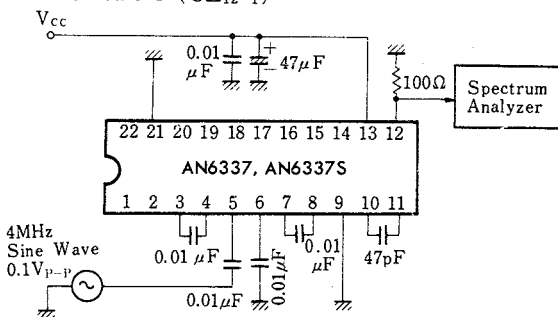 Vcc
0.01
μF
+
47μF
100Ω
Spectrum
Analyzer
22 21 20 19 18 17 16 15 14 13 12
AN6337, AN6337S
1 2 3 4 5 6 7 8 9 10 11
4MHz
Sine Wave
0.1VP-P
0.01 μF
0.01μF
0.01μF
0.01
μF
47pF